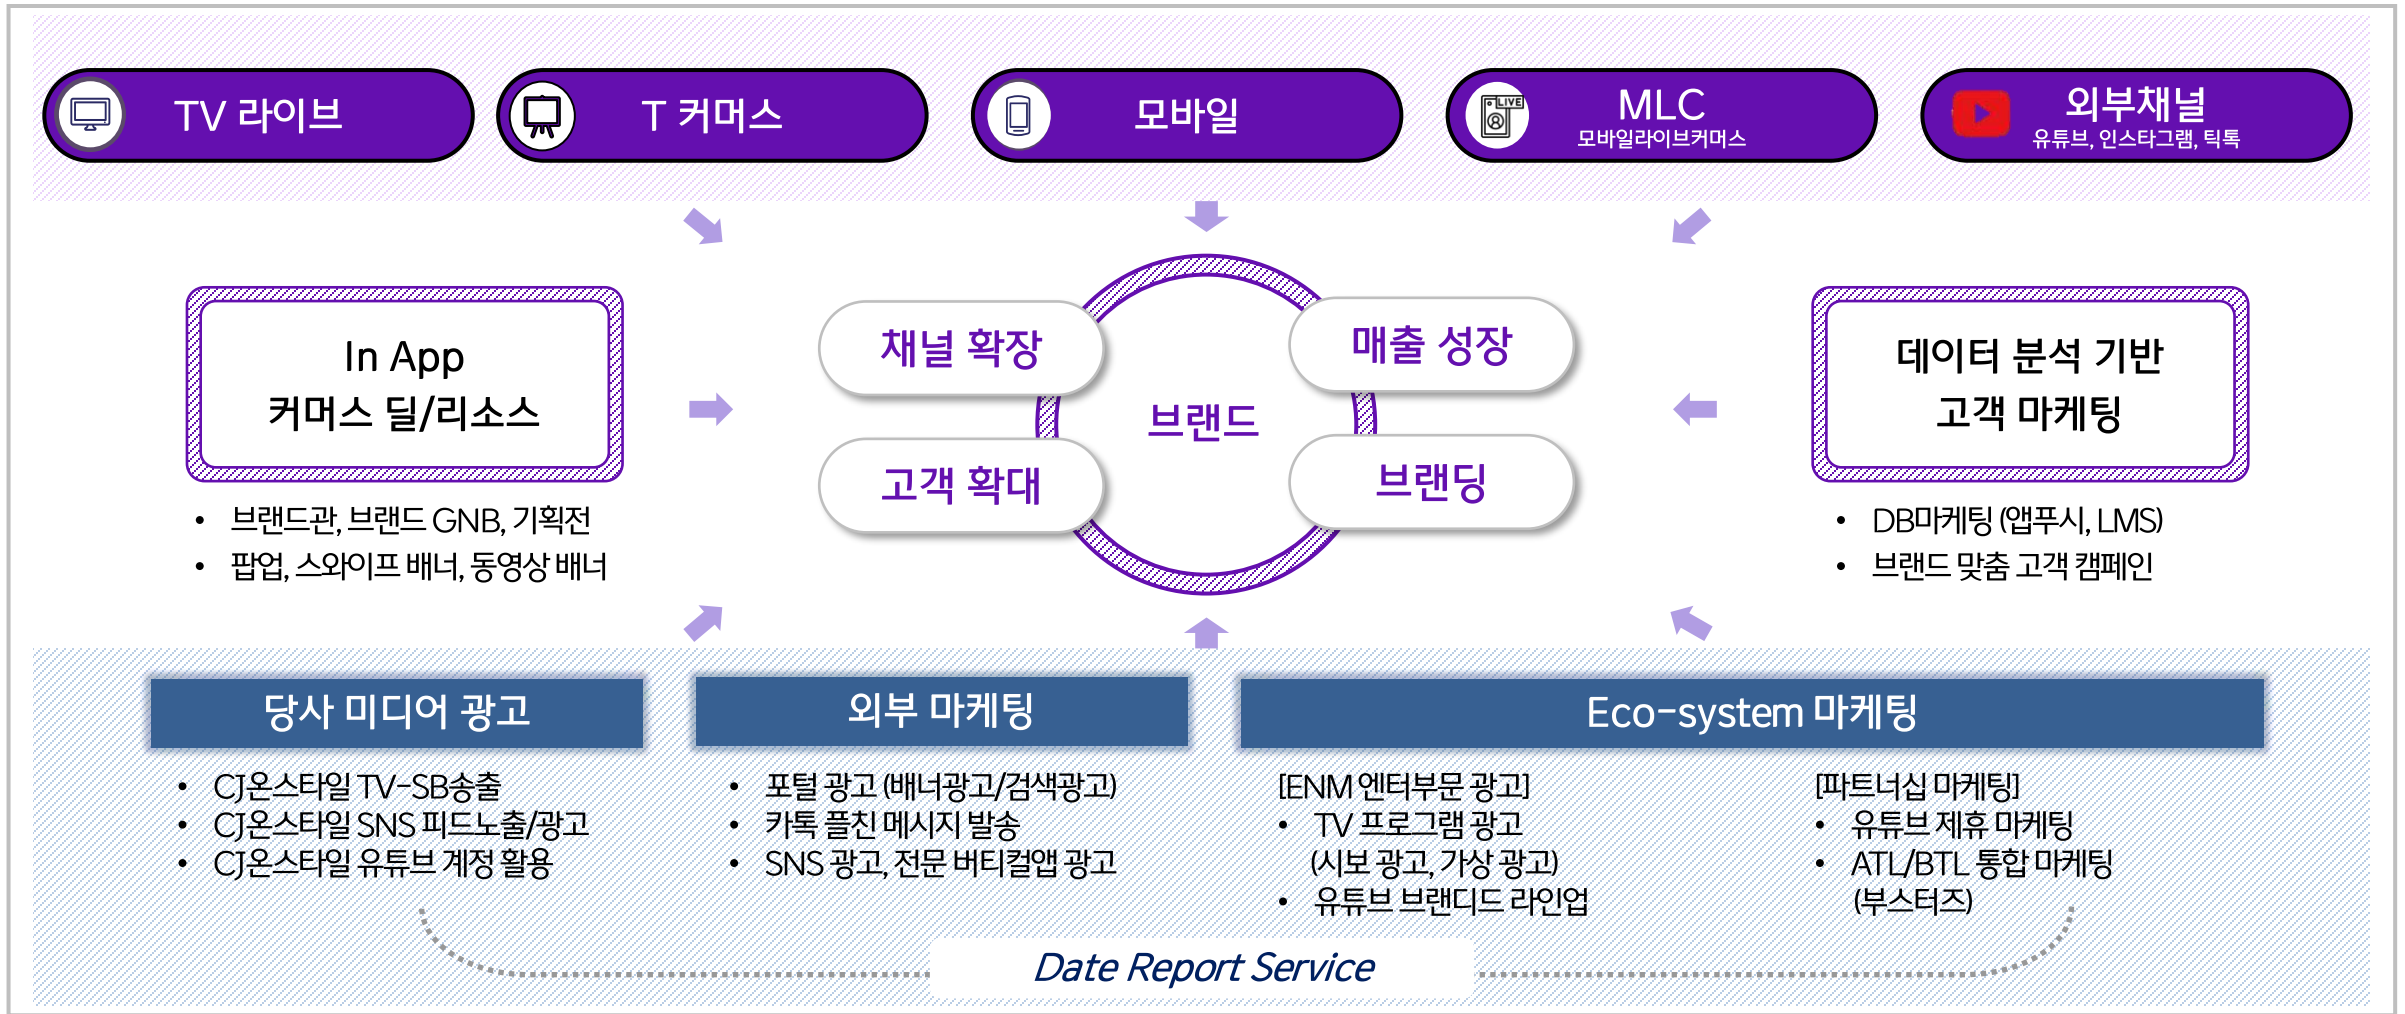 TV 라이브
T 커머스
모바일
LIVE
MLC
모바일라이브커머스
외부채널
유튜브, 인스타그램, 틱톡
In App
커머스 딜/리소스
• 브랜드관, 브랜드 GNB, 기획전
• 팝업, 스와이프 배너, 동영상 배너
채널 확장
매출 성장
브랜드
고객 확대
브랜딩
데이터 분석 기반
고객 마케팅
• DB마케팅 (앱푸시, LMS)
• 브랜드 맞춤 고객 캠페인
당사 미디어 광고
• CJ온스타일 TV-SB송출
• CJ온스타일 SNS 피드노출/광고
• CJ온스타일 유튜브 계정 활용
외부 마케팅
• 포털 광고 (배너광고/검색광고)
• 카톡 플친 메시지 발송
• SNS 광고, 전문 버티컬앱 광고
Eco-system 마케팅
[ENM 엔터부문 광고]
• TV 프로그램 광고
(시보 광고, 가상 광고)
• 유튜브 브랜디드 라인업
[파트너십 마케팅]
• 유튜브 제휴 마케팅
• ATL/BTL 통합 마케팅
(부스터즈)
Date Report Service